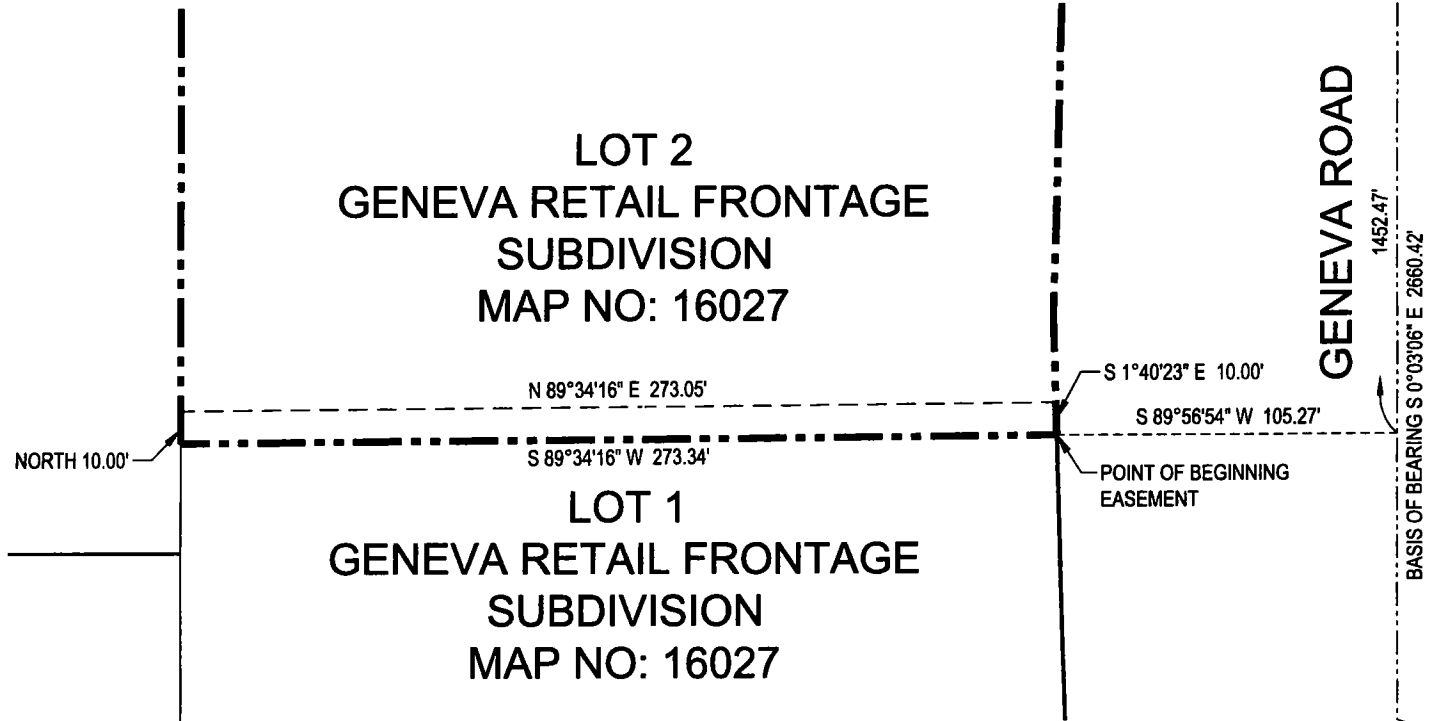 LOT 2
GENEVA RETAIL FRONTAGE
SUBDIVISION
MAP NO: 16027
GENEVA ROAD
1452.47'
BASIS OF BEARING S 0°03'06" E 2660.42'
N 89°34'16" E 273.05'
S 1°40'23" E 10.00'
S 89°56'54" W 105.27'
NORTH 10.00'
S 89°34'16" W 273.34'
POINT OF BEGINNING
EASEMENT
LOT 1
GENEVA RETAIL FRONTAGE
SUBDIVISION
MAP NO: 16027